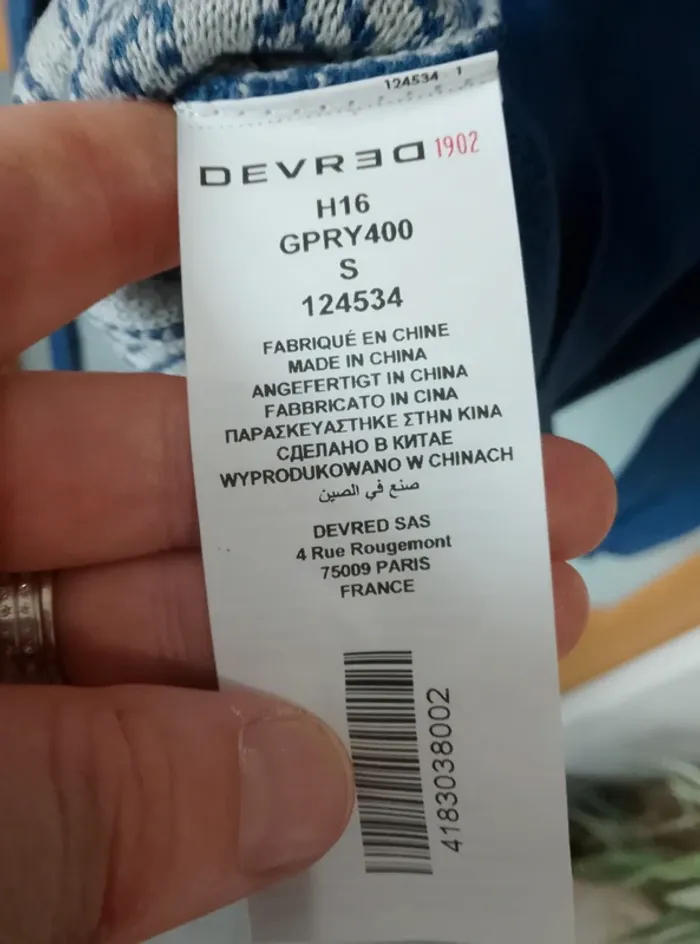 124534 1
DEVRED 1902
H16
GPRY400
S
124534
FABRIQUÉ EN CHINE
MADE IN CHINA
ANGEFERTIGT IN CHINA
FABBRICATO IN CINA
ΠΑΡΑΣΚΕΥΑΣΤΗΚΕ ΣΤΗΝ ΚΙΝΑ
СДЕЛАНО В КИТАЕ
WYPRODUKOWANO W CHINACH
صنع في الصين
DEVRED SAS
4 Rue Rougemont
75009 PARIS
FRANCE
4183038002